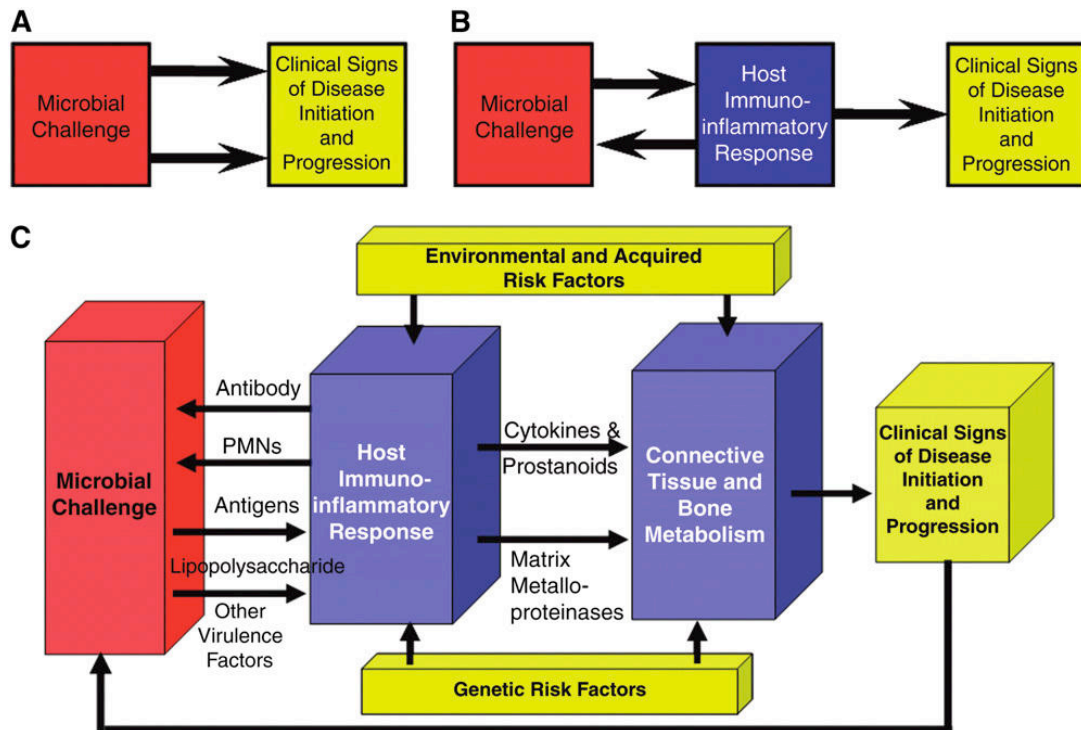 A
Microbial
Challenge
Clinical Signs
of Disease
Initiation
and
Progression
B
Microbial
Challenge
Host
Immuno-
inflammatory
Response
Clinical Signs
of Disease
Initiation
and
Progression
C
Environmental and Acquired
Risk Factors
Microbial
Challenge
Antibody
PMNs
Antigens
Lipopolysaccharide
Other
Virulence
Factors
Host
Immuno-
inflammatory
Response
Cytokines &
Prostanoids
Matrix
Metallo-
proteinases
Connective
Tissue and
Bone
Metabolism
Clinical Signs
of Disease
Initiation
and
Progression
Genetic Risk Factors